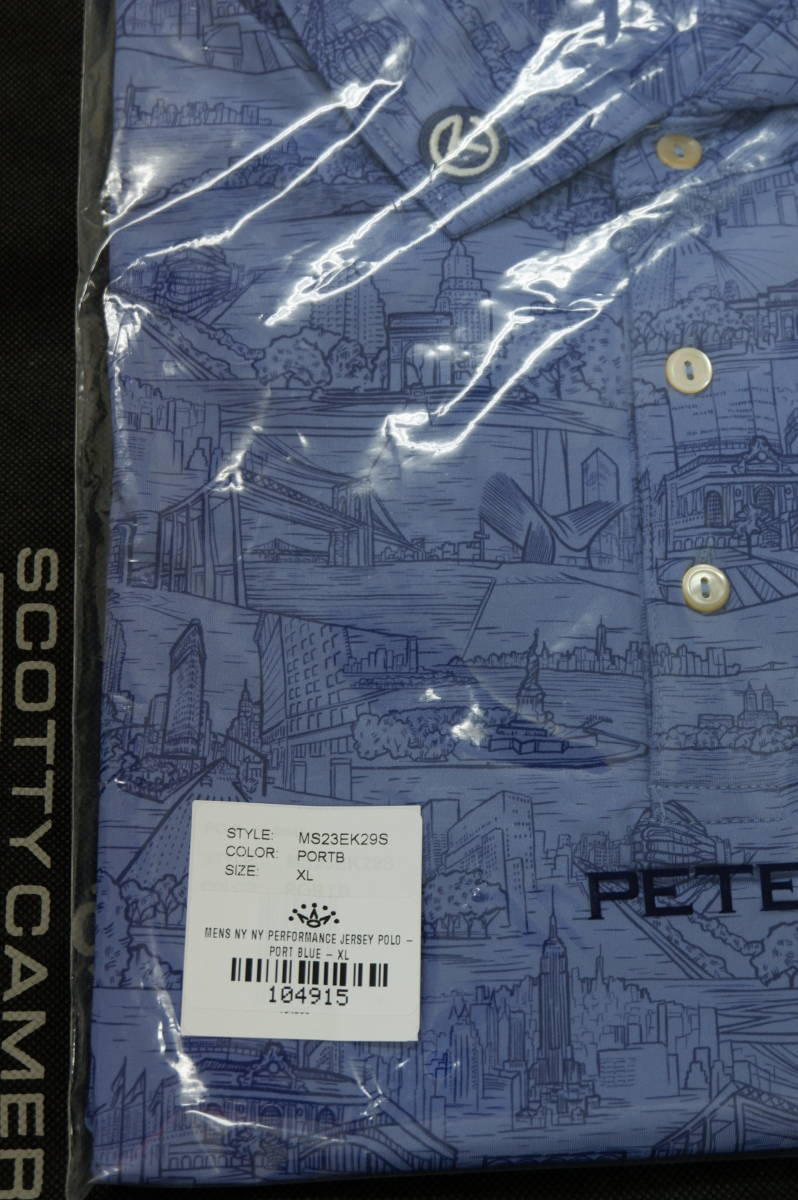 SCOTTY CAMER
STYLE: MS23EK29S
COLOR: PORTB
SIZE: XL
MENS NY NY PERFORMANCE JERSEY POLO –
PORT BLUE – XL
104915
PETE